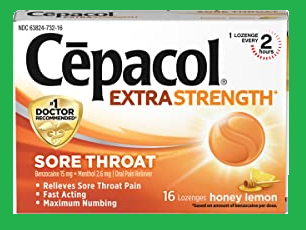 NDC 63824-732-16
1 LOZENGE
EVERY 2
HOURS
Cēpacol®
EXTRA STRENGTH*
#1
DOCTOR
RECOMMENDED^
SORE THROAT
Benzocaine 15 mg • Menthol 2.6 mg | Oral Pain Reliever
• Relieves Sore Throat Pain
• Fast Acting
• Maximum Numbing
16 Lozenges honey lemon
*Based on amount of benzocaine per dose.